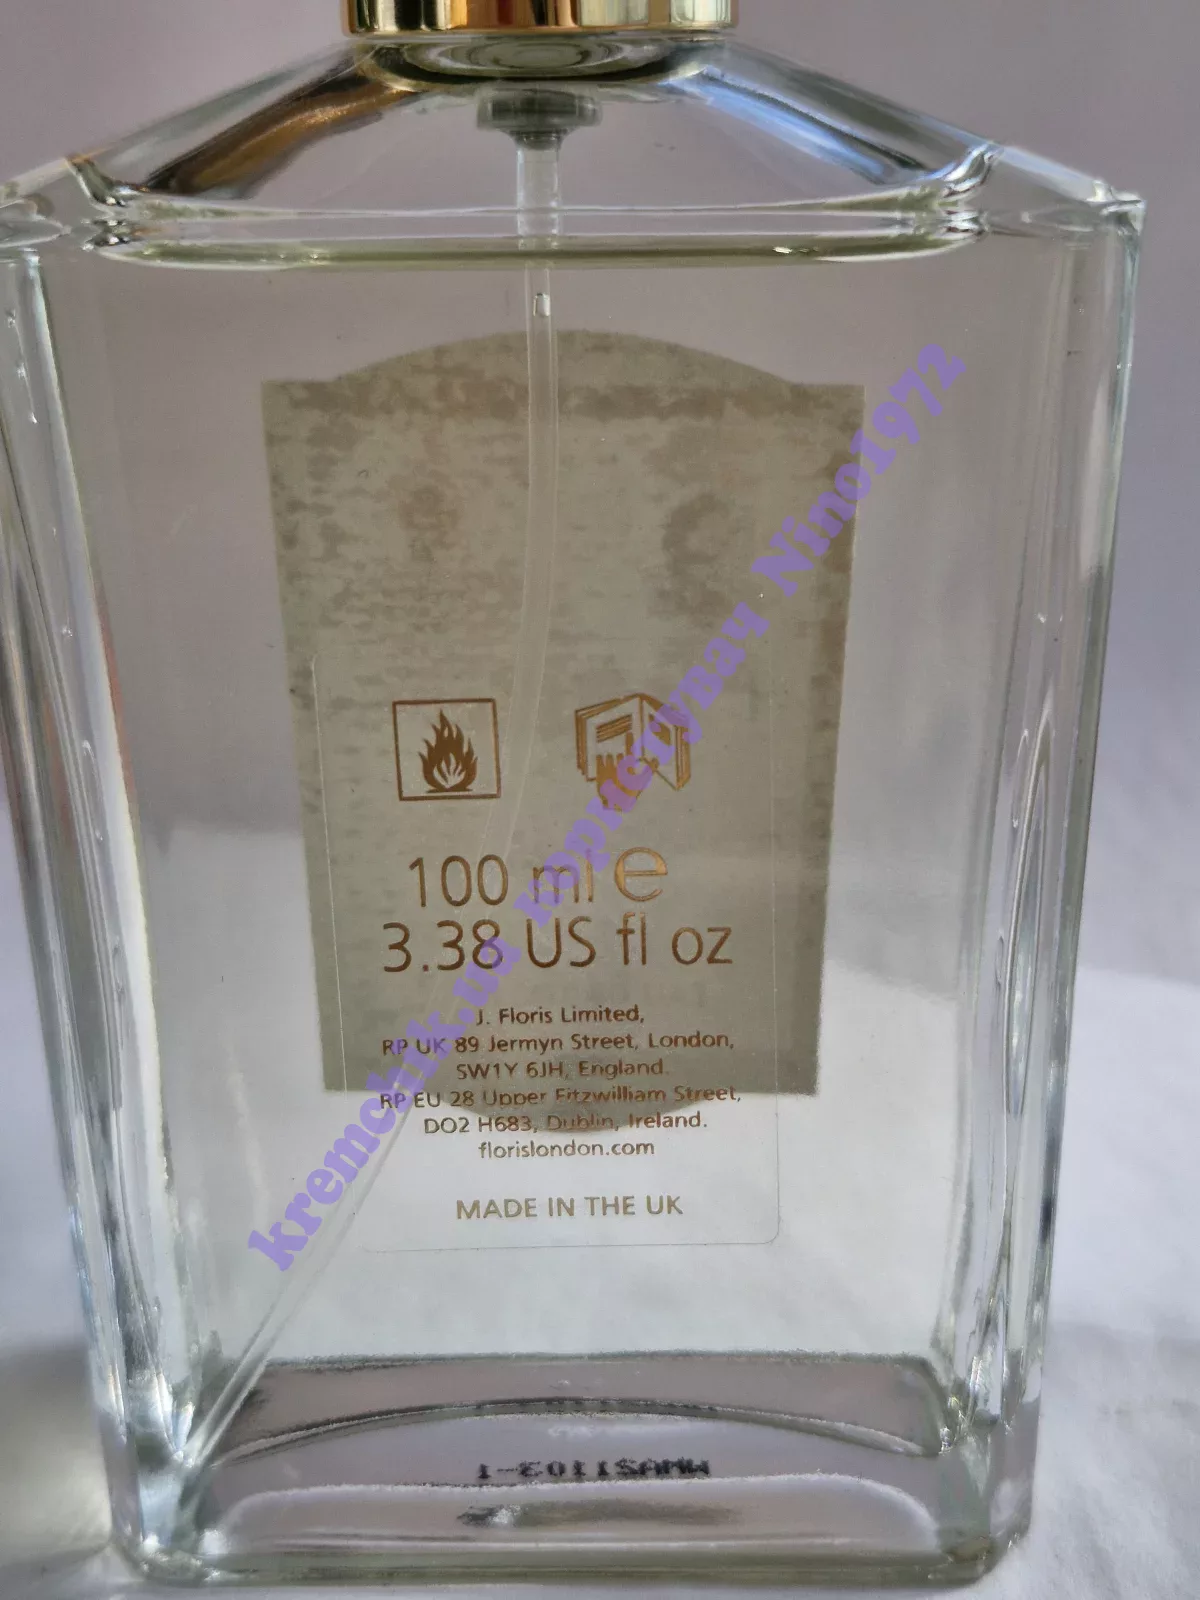 100 ml e
3.38 US fl oz
J. Floris Limited,
RP UK 89 Jermyn Street, London,
SW1Y 6JH, England.
RP EU 28 Upper Fitzwilliam Street,
DO2 H683, Dublin, Ireland.
florislondon.com
MADE IN THE UK
kremchik.ua користувач Nino1972